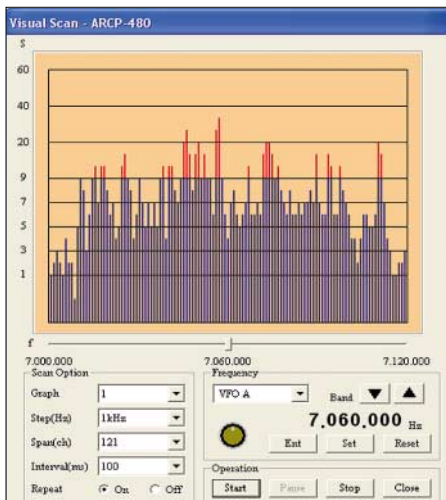 Visual Scan - ARCP-480
S
60
40
20
9
7
5
3
1
f
7.000.000 7.060.000 7.120.000
Scan Option
Graph 1
Step(Hz) 1kHz
Span(ch) 121
Interval(ms) 100
Repeat On Off
Frequency
VFO A Band
7.060.000 Hz
Ent Set Reset
Operation
Start Pause Stop Close